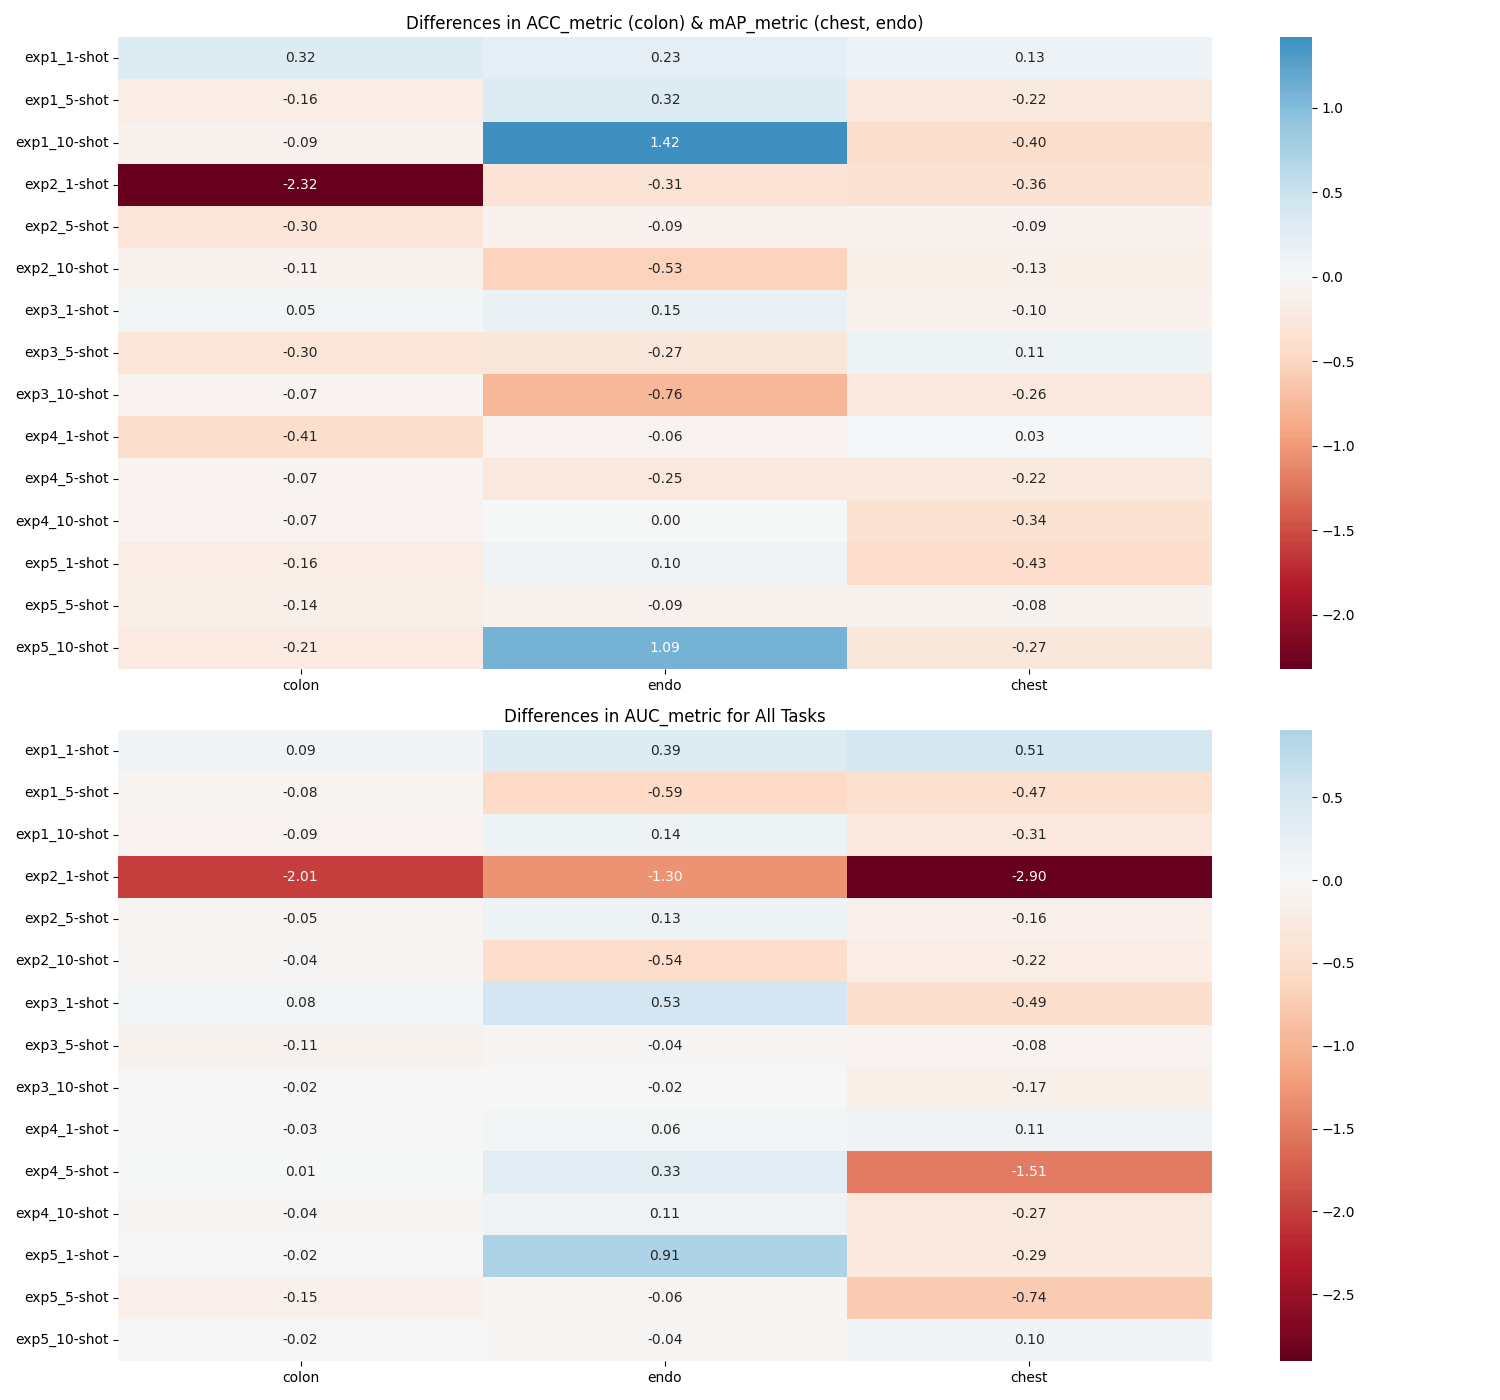 Differences in ACC_metric (colon) & mAP_metric (chest, endo)
exp1_1-shot 0.32 0.23 0.13
exp1_5-shot -0.16 0.32 -0.22
exp1_10-shot -0.09 1.42 -0.40
exp2_1-shot -2.32 -0.31 -0.36
exp2_5-shot -0.30 -0.09 -0.09
exp2_10-shot -0.11 -0.53 -0.13
exp3_1-shot 0.05 0.15 -0.10
exp3_5-shot -0.30 -0.27 0.11
exp3_10-shot -0.07 -0.76 -0.26
exp4_1-shot -0.41 -0.06 0.03
exp4_5-shot -0.07 -0.25 -0.22
exp4_10-shot -0.07 0.00 -0.34
exp5_1-shot -0.16 0.10 -0.43
exp5_5-shot -0.14 -0.09 -0.08
exp5_10-shot -0.21 1.09 -0.27
colon endo chest
1.0
0.5
0.0
−0.5
−1.0
−1.5
−2.0
Differences in AUC_metric for All Tasks
exp1_1-shot 0.09 0.39 0.51
exp1_5-shot -0.08 -0.59 -0.47
exp1_10-shot -0.09 0.14 -0.31
exp2_1-shot -2.01 -1.30 -2.90
exp2_5-shot -0.05 0.13 -0.16
exp2_10-shot -0.04 -0.54 -0.22
exp3_1-shot 0.08 0.53 -0.49
exp3_5-shot -0.11 -0.04 -0.08
exp3_10-shot -0.02 -0.02 -0.17
exp4_1-shot -0.03 0.06 0.11
exp4_5-shot 0.01 0.33 -1.51
exp4_10-shot -0.04 0.11 -0.27
exp5_1-shot -0.02 0.91 -0.29
exp5_5-shot -0.15 -0.06 -0.74
exp5_10-shot -0.02 -0.04 0.10
colon endo chest
0.5
0.0
−0.5
−1.0
−1.5
−2.0
−2.5